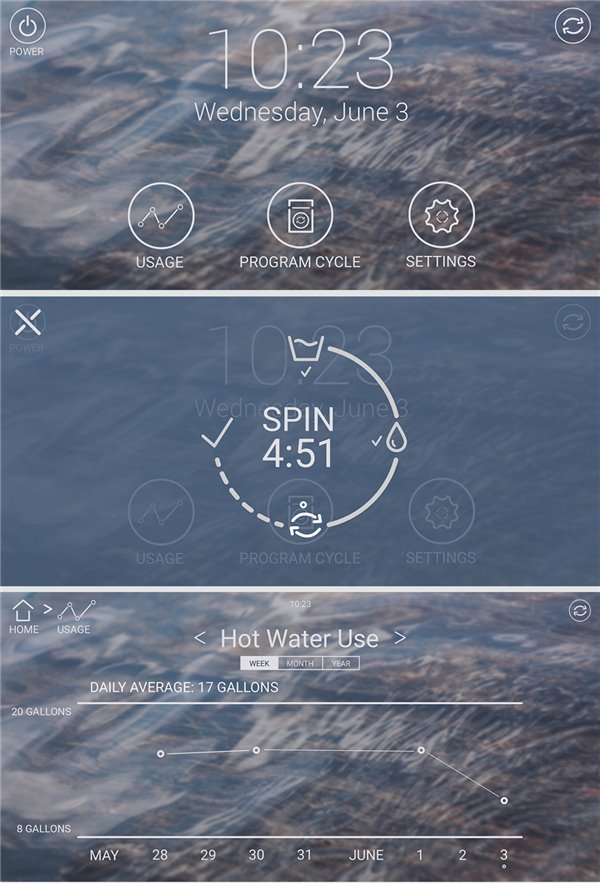 10:23
POWER
Wednesday, June 3
USAGE
PROGRAM CYCLE
SETTINGS
10:23
POWER
Wednesday, June 3
SPIN
4:51
USAGE
PROGRAM CYCLE
SETTINGS
10:23
HOME > USAGE
< Hot Water Use >
WEEK MONTH YEAR
DAILY AVERAGE: 17 GALLONS
20 GALLONS
8 GALLONS
MAY 28 29 30 31 JUNE 1 2 3